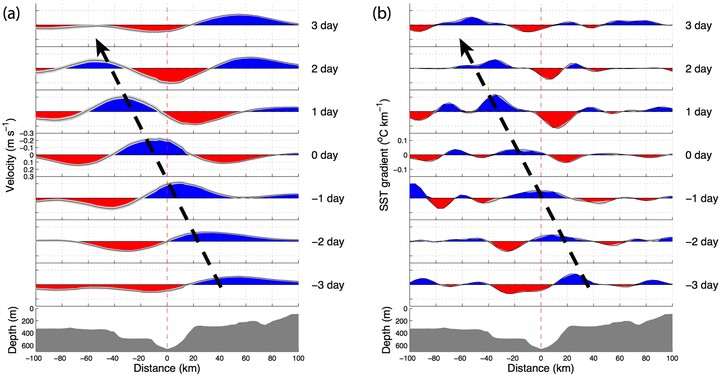 (a)
3 day
2 day
1 day
0 day
−1 day
−2 day
−3 day
Velocity (m s⁻¹)
−0.3
−0.2
−0.1
0
0.1
0.2
0.3
Depth (m)
0
200
400
600
−100 −80 −60 −40 −20 0 20 40 60 80 100
Distance (km)
(b)
3 day
2 day
1 day
0 day
−1 day
−2 day
−3 day
SST gradient (⁰C km⁻¹)
0.1
0
−0.1
Depth (m)
0
200
400
600
−100 −80 −60 −40 −20 0 20 40 60 80 100
Distance (km)